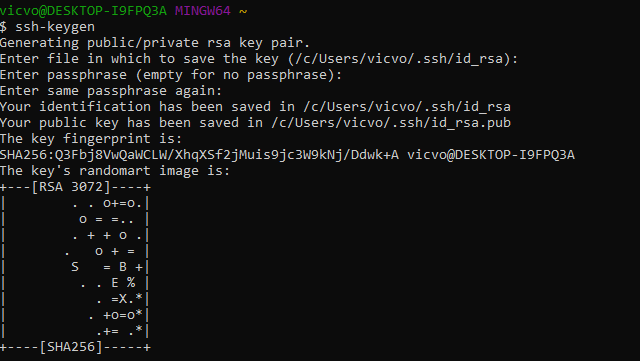 vicvo@DESKTOP-I9FPQ3A MINGW64 ~
$ ssh-keygen
Generating public/private rsa key pair.
Enter file in which to save the key (/c/Users/vicvo/.ssh/id_rsa):
Enter passphrase (empty for no passphrase):
Enter same passphrase again:
Your identification has been saved in /c/Users/vicvo/.ssh/id_rsa
Your public key has been saved in /c/Users/vicvo/.ssh/id_rsa.pub
The key fingerprint is:
SHA256:Q3Fbj8VwQaWCLW/XhqXSf2jMuis9jc3W9kNj/Ddwk+A vicvo@DESKTOP-I9FPQ3A
The key's randomart image is:
+---[RSA 3072]----+
|        . . o+=o.|
|         o = =.. |
|        . + + o .|
|       .   o + = |
|        S   = B +|
|         . . E % |
|           . =X.*|
|          . +o=o*|
|           .+= .*|
+----[SHA256]-----+